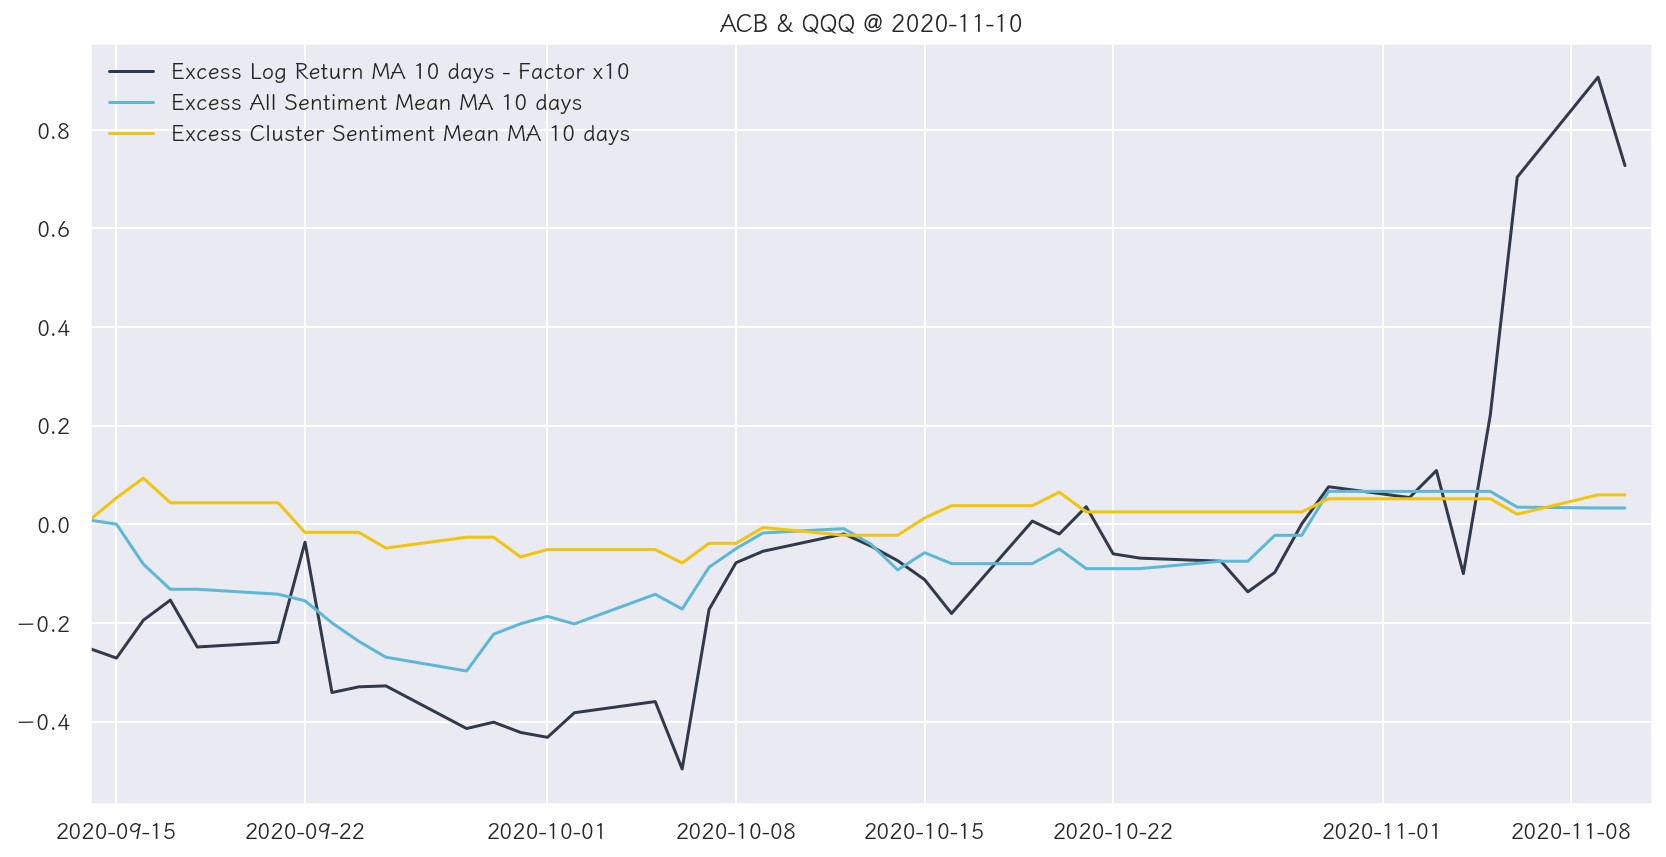 ACB & QQQ @ 2020-11-10
Excess Log Return MA 10 days - Factor x10
Excess All Sentiment Mean MA 10 days
Excess Cluster Sentiment Mean MA 10 days
0.8
0.6
0.4
0.2
0.0
−0.2
−0.4
2020-09-15 2020-09-22 2020-10-01 2020-10-08 2020-10-15 2020-10-22 2020-11-01 2020-11-08